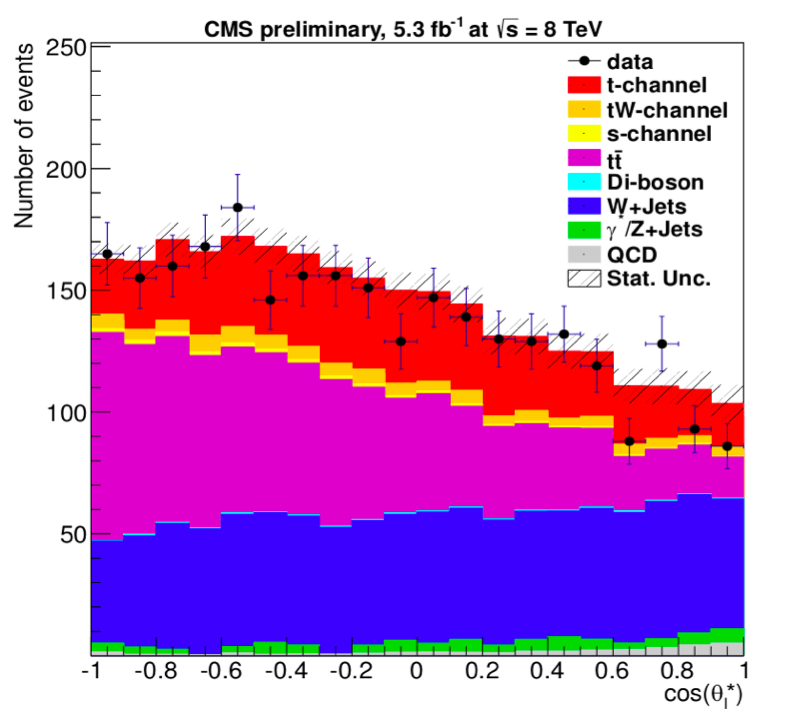 CMS preliminary, 5.3 fb⁻¹ at √s = 8 TeV
Number of events
250
200
150
100
50
data
t-channel
tW-channel
s-channel
tt̄
Di-boson
W+Jets
γ*/Z+Jets
QCD
Stat. Unc.
-1 -0.8 -0.6 -0.4 -0.2 0 0.2 0.4 0.6 0.8 1
cos(θₗ*)